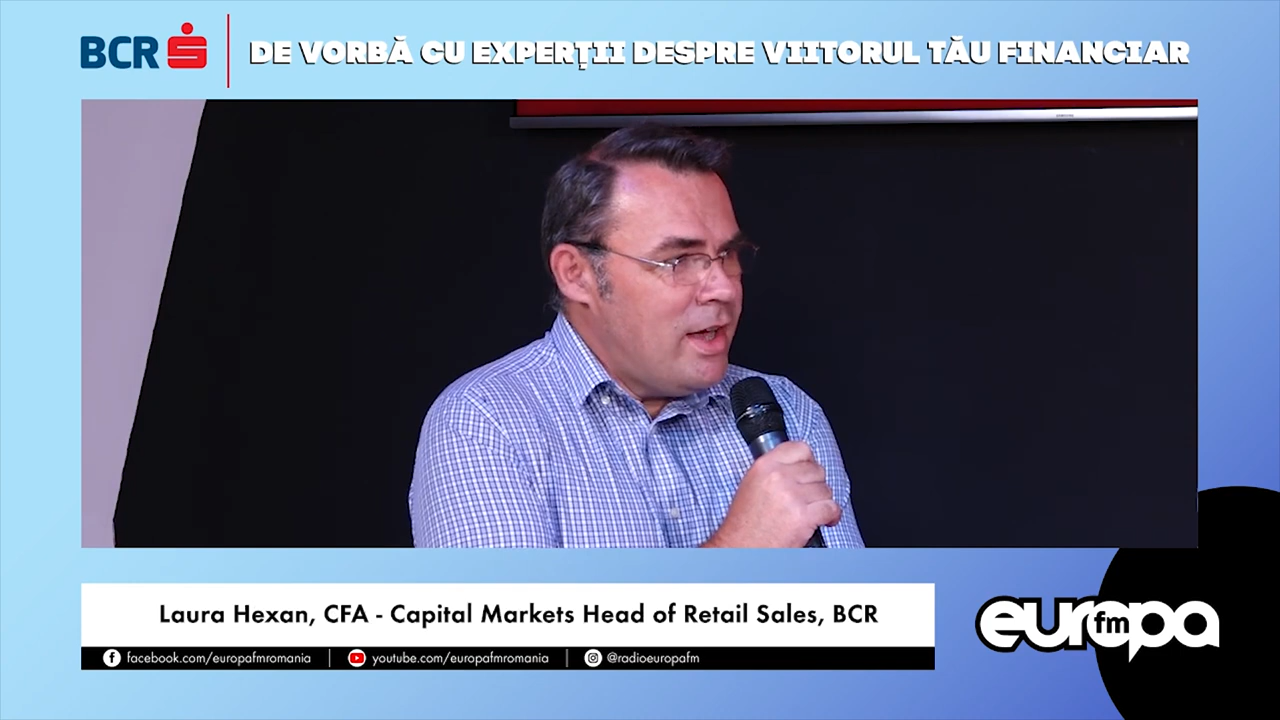 BCR
DE VORBĂ CU EXPERȚII DESPRE VIITORUL TĂU FINANCIAR
Laura Hexan, CFA - Capital Markets Head of Retail Sales, BCR
facebook.com/europafmromania | youtube.com/europafmromania | @radioeuropafm
europa fm